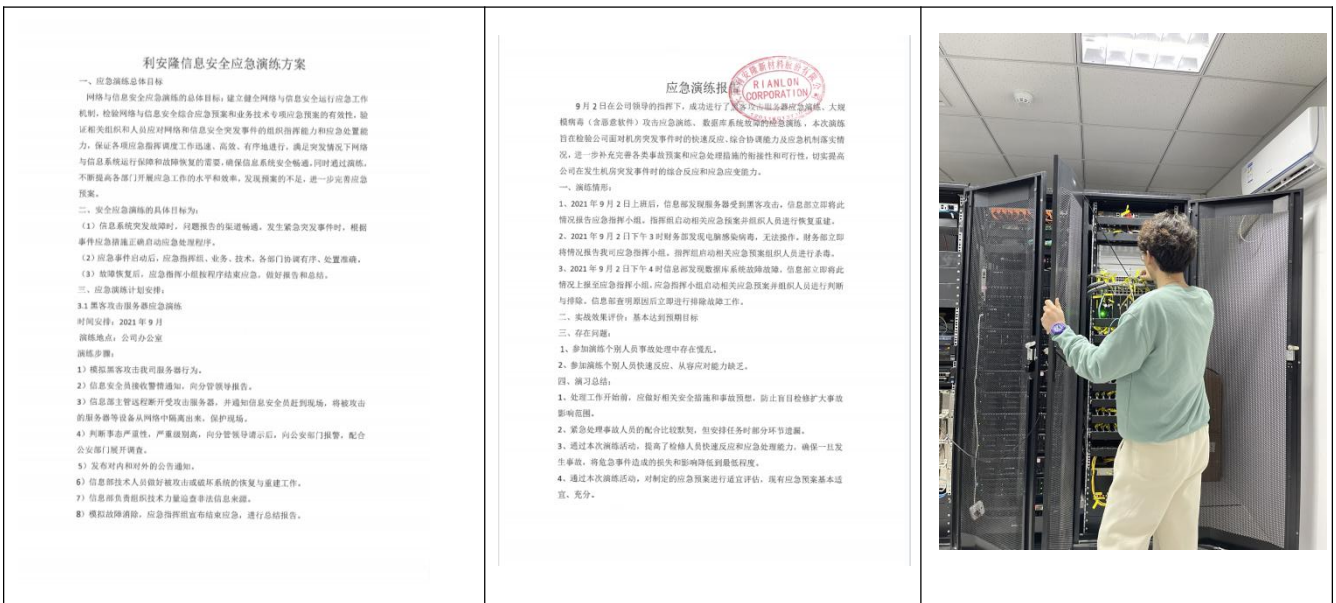 利安隆信息安全应急演练方案
一、应急演练总体目标
网络与信息安全应急演练的总体目标：建立健全网络与信息安全运行应急工作
机制，检验网络与信息安全综合应急预案和业务技术专项应急预案的有效性，验
证相关组织和人员应对网络和信息安全突发事件的组织指挥能力和应急处置能
力，保证各项应急指挥调度工作迅速、高效、有序地进行，满足突发情况下网络
与信息系统运行保障和故障恢复的需要，确保信息系统安全畅通，同时通过演练，
不断提高各部门开展应急工作的水平和效率，发现预案的不足，进一步完善应急
预案。
二、安全应急演练的具体目标为：
（1）信息系统突发故障时，问题报告的渠道畅通，发生紧急突发事件时，根据
事件应急措施正确启动应急处理程序。
（2）应急事件启动后，应急指挥组、业务、技术、各部门协调有序、处置准确。
（3）故障恢复后，应急指挥小组按程序结束应急，做好报告和总结。
三、应急演练计划安排：
3.1 黑客攻击服务器应急演练
时间安排：2021 年 9 月
演练地点：公司办公室
演练步骤：
1）模拟黑客攻击我司服务器行为。
2）信息安全员接收警情通知，向分管领导报告。
3）信息部主管远程断开受攻击服务器，并通知信息安全员赶到现场，将被攻击
的服务器等设备从网络中隔离出来，保护现场。
4）判断事态严重性，严重级别高，向分管领导请示后，向公安部门报警，配合
公安部门展开调查。
5）发布对内和对外的公告通知。
6）信息部技术人员做好被攻击或破坏系统的恢复与重建工作。
7）信息部负责组织技术力量追查非法信息来源。
8）模拟故障消除，应急指挥组宣布结束应急，进行总结报告。
应急演练报
RIANLON
CORPORATION
9 月 2 日在公司领导的指挥下，成功进行了黑客攻击服务器应急演练、大规
模病毒（含恶意软件）攻击应急演练、数据库系统故障的应急演练，本次演练
旨在检验公司面对机房突发事件时的快速反应、综合协调能力及应急机制落实情
况，进一步补充完善各类事故预案和应急处理措施的衔接性和可行性，切实提高
公司在发生机房突发事件时的综合反应和应急应变能力。
一、演练情形：
1、2021 年 9 月 2 日上班后，信息部发现服务器受到黑客攻击，信息部立即将此
情况报告应急指挥小组。指挥组启动相关应急预案并组织人员进行恢复重建。
2、2021 年 9 月 2 日下午 3 时财务部发现电脑感染病毒，无法操作，财务部立即
将情况报告我司应急指挥小组。指挥组启动相关应急预案组织人员进行杀毒。
3、2021 年 9 月 2 日下午 4 时信息部发现数据库系统故障故障，信息部立即将此
情况上报至应急指挥小组，应急指挥小组启动相关应急预案并组织人员进行判断
与排除。信息部查明原因后立即进行排除故障工作。
二、实战效果评价：基本达到预期目标
三、存在问题：
1、参加演练个别人员事故处理中存在慌乱。
2、参加演练个别人员快速反应、从容应对能力缺乏。
四、演习总结：
1、处理工作开始前，应做好相关安全措施和事故预想，防止盲目检修扩大事故
影响范围。
2、紧急处理事故人员的配合比较默契，但安排任务时部分环节遗漏。
3、通过本次演练活动，提高了检修人员快速反应和应急处理能力，确保一旦发
生事故，将危急事件造成的损失和影响降低到最低程度。
4、通过本次演练活动，对制定的应急预案进行适宜评估，现有应急预案基本适
宜、充分。